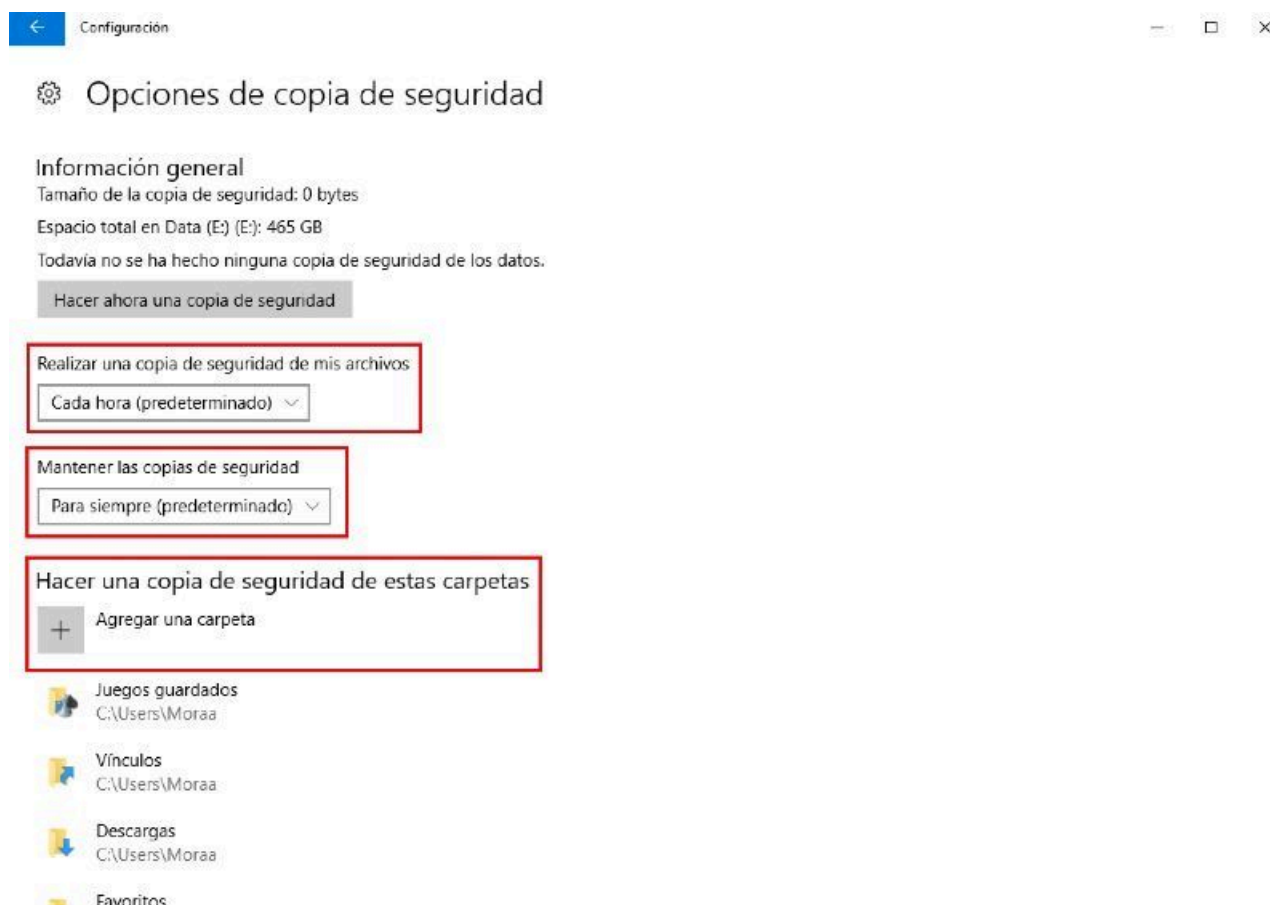 Configuración
Opciones de copia de seguridad
Información general
Tamaño de la copia de seguridad: 0 bytes
Espacio total en Data (E:) (E:): 465 GB
Todavía no se ha hecho ninguna copia de seguridad de los datos.
Hacer ahora una copia de seguridad
Realizar una copia de seguridad de mis archivos
Cada hora (predeterminado)
Mantener las copias de seguridad
Para siempre (predeterminado)
Hacer una copia de seguridad de estas carpetas
Agregar una carpeta
Juegos guardados
C:\Users\Moraa
Vínculos
C:\Users\Moraa
Descargas
C:\Users\Moraa
Favoritos